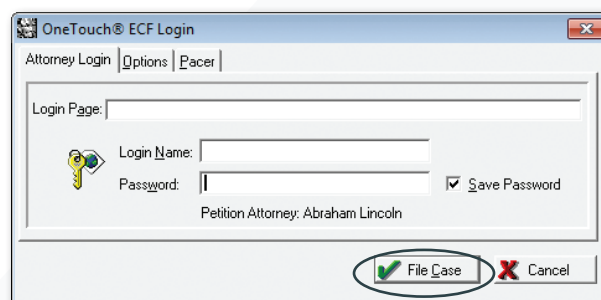 OneTouch® ECF Login
Attorney Login Options Pacer
Login Page:
Login Name:
Password:
Save Password
Petition Attorney: Abraham Lincoln
File Case Cancel